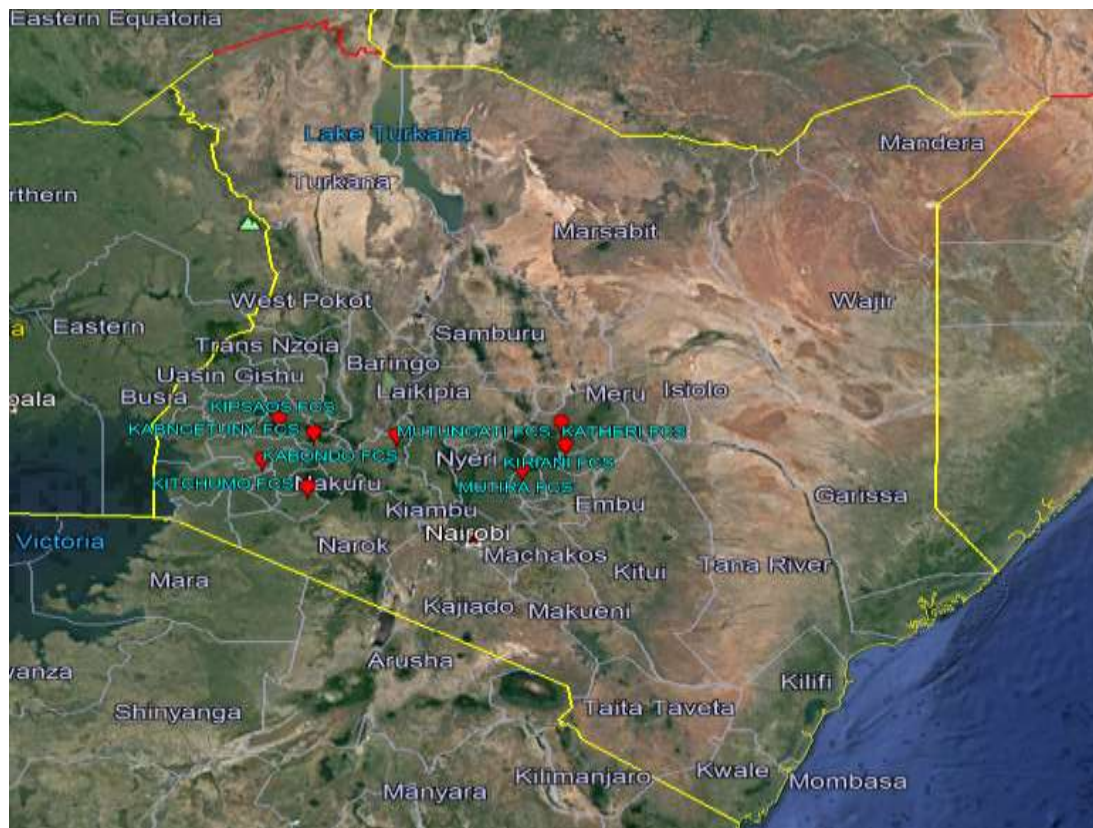 Eastern Equatoria
Lake Turkana
Mandera
Turkana
rthern
Marsabit
West Pokot
Wajir
Eastern
a
Samburu
Trans Nzoia
Baringo
Uasin Gishu
Laikipia
Meru
Isiolo
Busia
pala
KIPSAOS FCS
KABNGETUNY FCS
MUTUNGATI FCS
KATHERI FCS
KABONDO FCS
Nyeri
KIRIANI FCS
KITCHUMO FCS
Nakuru
MUTIRA FCS
Garissa
Embu
Kiambu
Nairobi
Victoria
Narok
Machakos
Tana River
Kitui
Mara
Kajiado
Makueni
Arusha
yanza
Kilifi
Shinyanga
Taita Taveta
Kilimanjaro
Kwale
Mombasa
Manyara